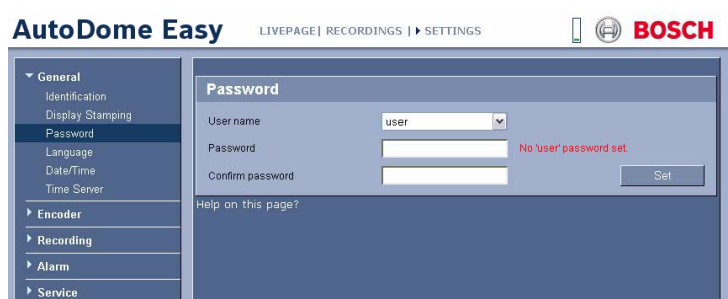 AutoDome Easy
LIVEPAGE| RECORDINGS | SETTINGS
BOSCH
General
Identification
Display Stamping
Password
Language
Date/Time
Time Server
Encoder
Recording
Alarm
Service
Password
User name
user
Password
No 'user' password set.
Confirm password
Set
Help on this page?